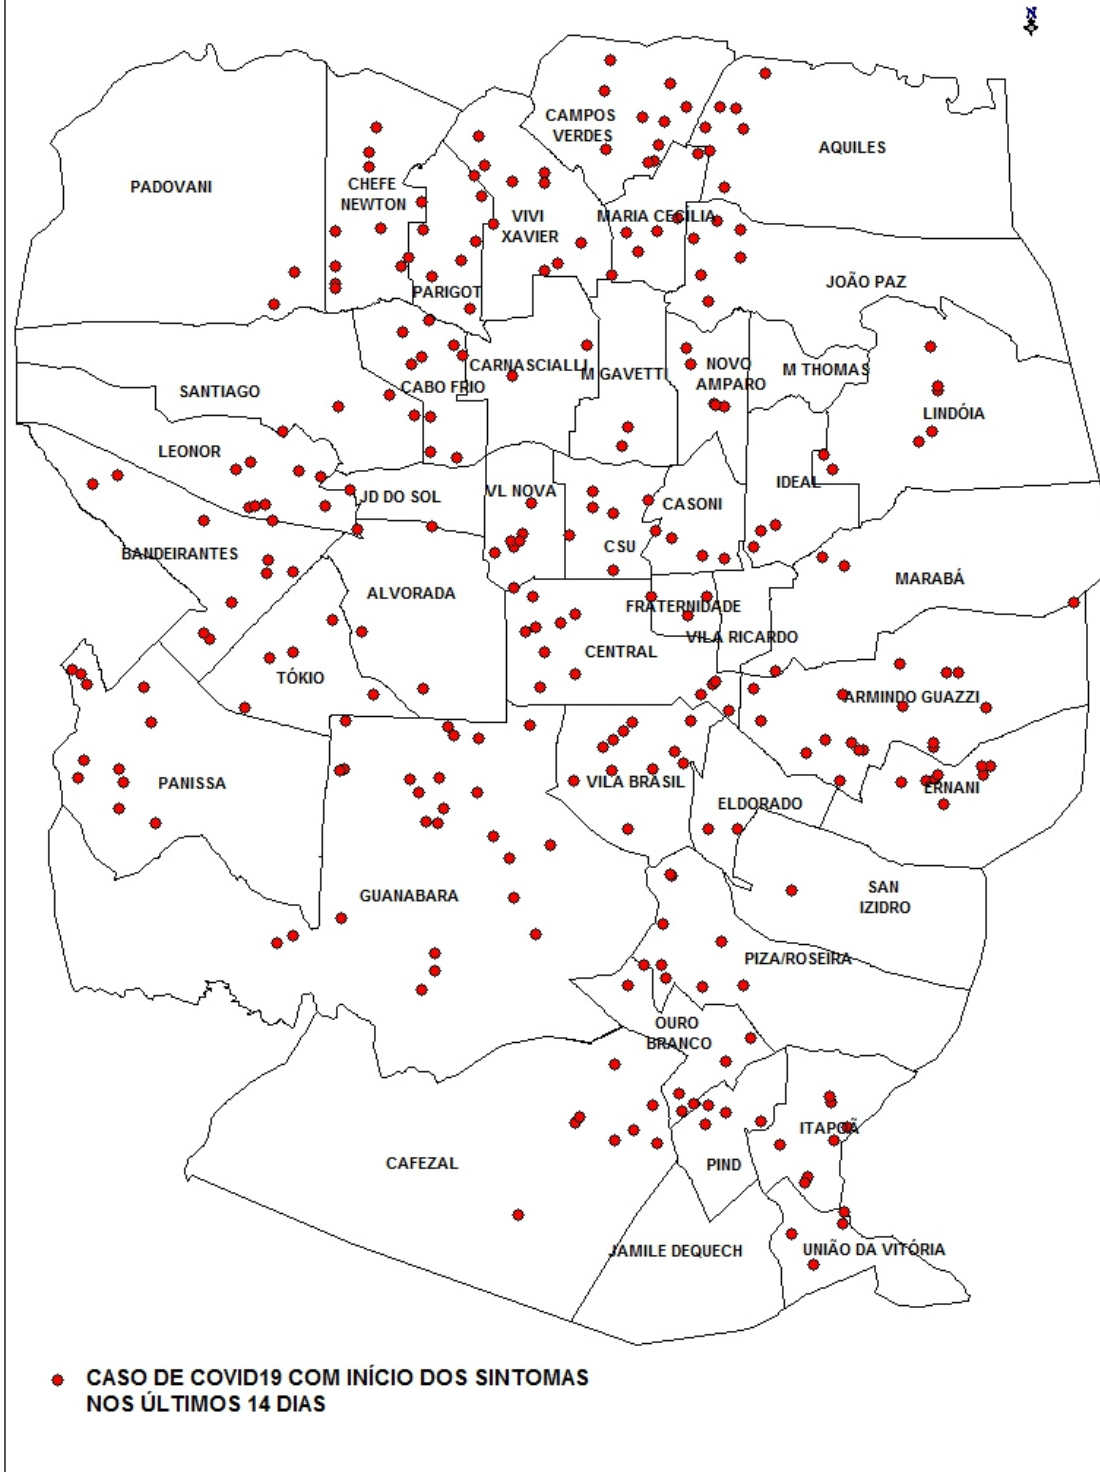 N
CAMPOS
VERDES
AQUILES
PADOVANI
CHEFE
NEWTON
VIVI
XAVIER
MARIA CECÍLIA
JOÃO PAZ
PARIGOT
CARNASCIALLI
M GAVETTI
NOVO
AMPARO
M THOMAS
SANTIAGO
CABO FRIO
LINDÓIA
LEONOR
JD DO SOL
VL NOVA
CASONI
IDEAL
BANDEIRANTES
CSU
ALVORADA
MARABÁ
FRATERNIDADE
VILA RICARDO
CENTRAL
TÓKIO
ARMINDO GUAZZI
PANISSA
VILA BRASIL
ERNANI
ELDORADO
GUANABARA
SAN
IZIDRO
PIZA/ROSEIRA
OURO
BRANCO
ITAPOÃ
CAFEZAL
PIND
JAMILE DEQUECH
UNIÃO DA VITÓRIA
CASO DE COVID19 COM INÍCIO DOS SINTOMAS
NOS ÚLTIMOS 14 DIAS